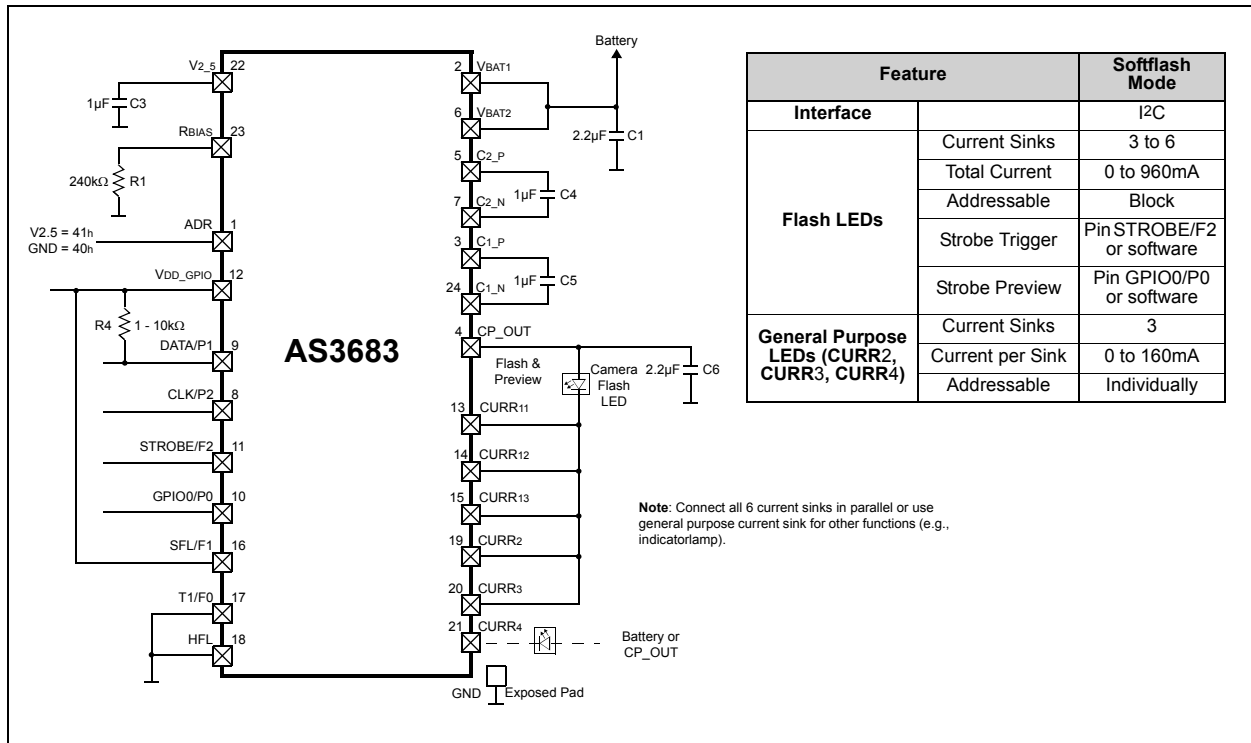 Battery
V2_5 22
1µF C3
RBIAS 23
240kΩ R1
ADR 1
V2.5 = 41h
GND = 40h
VDD_GPIO 12
R4 1 - 10kΩ
DATA/P1 9
CLK/P2 8
STROBE/F2 11
GPIO0/P0 10
SFL/F1 16
T1/F0 17
HFL 18
AS3683
2 VBAT1
6 VBAT2
2.2µF C1
5 C2_P
1µF C4
7 C2_N
3 C1_P
1µF C5
24 C1_N
4 CP_OUT
Flash &
Preview
Camera
Flash
LED
2.2µF C6
13 CURR11
14 CURR12
15 CURR13
19 CURR2
20 CURR3
21 CURR4
Battery or
CP_OUT
GND Exposed Pad
Feature Softflash
Mode
Interface I2C
Flash LEDs
Current Sinks 3 to 6
Total Current 0 to 960mA
Addressable Block
Strobe Trigger Pin STROBE/F2
or software
Strobe Preview Pin GPIO0/P0
or software
General Purpose
LEDs (CURR2,
CURR3, CURR4)
Current Sinks 3
Current per Sink 0 to 160mA
Addressable Individually
Note: Connect all 6 current sinks in parallel or use
general purpose current sink for other functions (e.g.,
indicatorlamp).